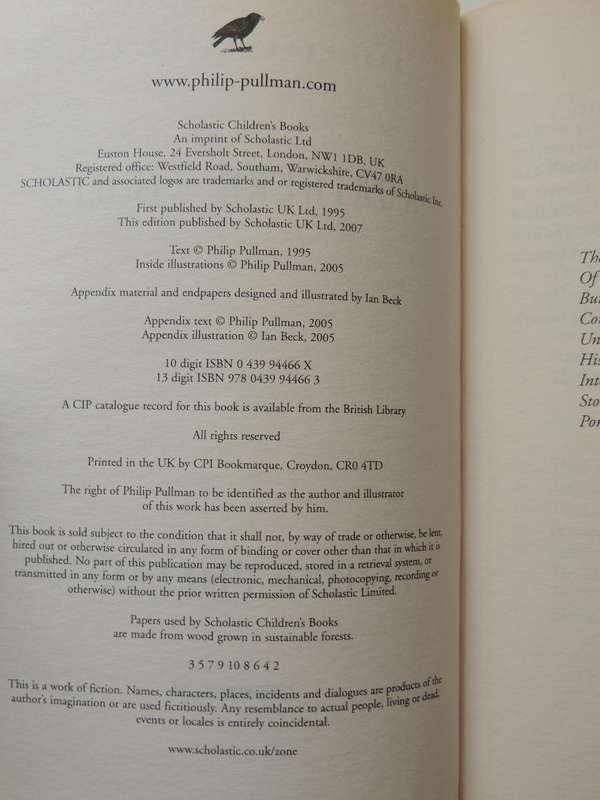 www.philip-pullman.com
Scholastic Children's Books
An imprint of Scholastic Ltd
Euston House, 24 Eversholt Street, London, NW1 1DB, UK
Registered office: Westfield Road, Southam, Warwickshire, CV47 0RA
SCHOLASTIC and associated logos are trademarks and or registered trademarks of Scholastic Inc.
First published by Scholastic UK Ltd, 1995
This edition published by Scholastic UK Ltd, 2007
Text © Philip Pullman, 1995
Inside illustrations © Philip Pullman, 2005
Appendix material and endpapers designed and illustrated by Ian Beck
Appendix text © Philip Pullman, 2005
Appendix illustration © Ian Beck, 2005
10 digit ISBN 0 439 94466 X
13 digit ISBN 978 0439 94466 3
A CIP catalogue record for this book is available from the British Library
All rights reserved
Printed in the UK by CPI Bookmarque, Croydon, CR0 4TD
The right of Philip Pullman to be identified as the author and illustrator
of this work has been asserted by him.
This book is sold subject to the condition that it shall not, by way of trade or otherwise, be lent,
hired out or otherwise circulated in any form of binding or cover other than that in which it is
published. No part of this publication may be reproduced, stored in a retrieval system, or
transmitted in any form or by any means (electronic, mechanical, photocopying, recording or
otherwise) without the prior written permission of Scholastic Limited.
Papers used by Scholastic Children's Books
are made from wood grown in sustainable forests.
3 5 7 9 10 8 6 4 2
This is a work of fiction. Names, characters, places, incidents and dialogues are products of the
author's imagination or are used fictitiously. Any resemblance to actual people, living or dead,
events or locales is entirely coincidental.
www.scholastic.co.uk/zone
Of
His